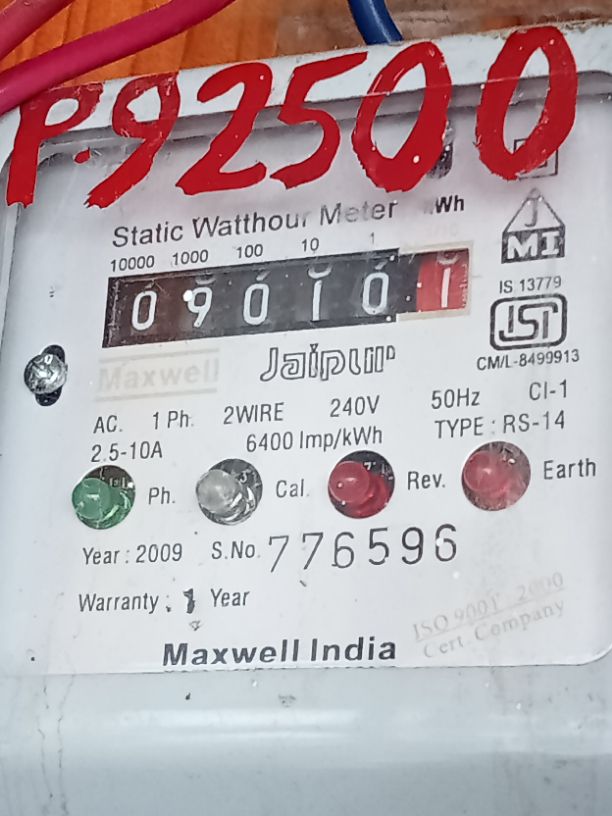 P.92500
Static Watthour Meter kWh
10000 1000 100 10 1 1/10
0 9 0 1 0 1
J
MI
IS 13779
ISI
CM/L-8499913
Maxwell Jaipur
AC. 1 Ph. 2WIRE 240V 50Hz Cl-1
2.5-10A 6400 Imp/kWh TYPE : RS-14
Ph. Cal. Rev. Earth
Year : 2009 S.No. 776596
Warranty : 1 Year
ISO 9001 : 2000
Cert. Company
Maxwell India